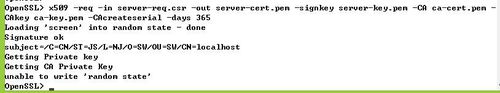 OpenSSL> x509 -req -in server-req.csr -out server-cert.pem -signkey server-key.pem -CA ca-cert.pem -
CAkey ca-key.pem -CAcreateserial -days 365
Loading 'screen' into random state - done
Signature ok
subject=/C=CN/ST=JS/L=NJ/O=SW/OU=SW/CN=localhost
Getting Private key
Getting CA Private Key
unable to write 'random state'
OpenSSL>